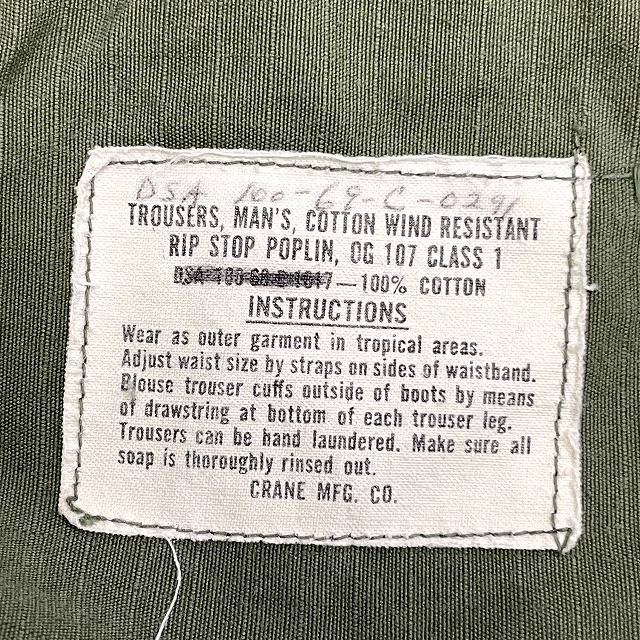 DSA 100-69-C-0291
TROUSERS, MAN'S, COTTON WIND RESISTANT
RIP STOP POPLIN, OG 107 CLASS 1
—100% COTTON
INSTRUCTIONS
Wear as outer garment in tropical areas.
Adjust waist size by straps on sides of waistband.
Blouse trouser cuffs outside of boots by means
of drawstring at bottom of each trouser leg.
Trousers can be hand laundered. Make sure all
soap is thoroughly rinsed out.
CRANE MFG. CO.